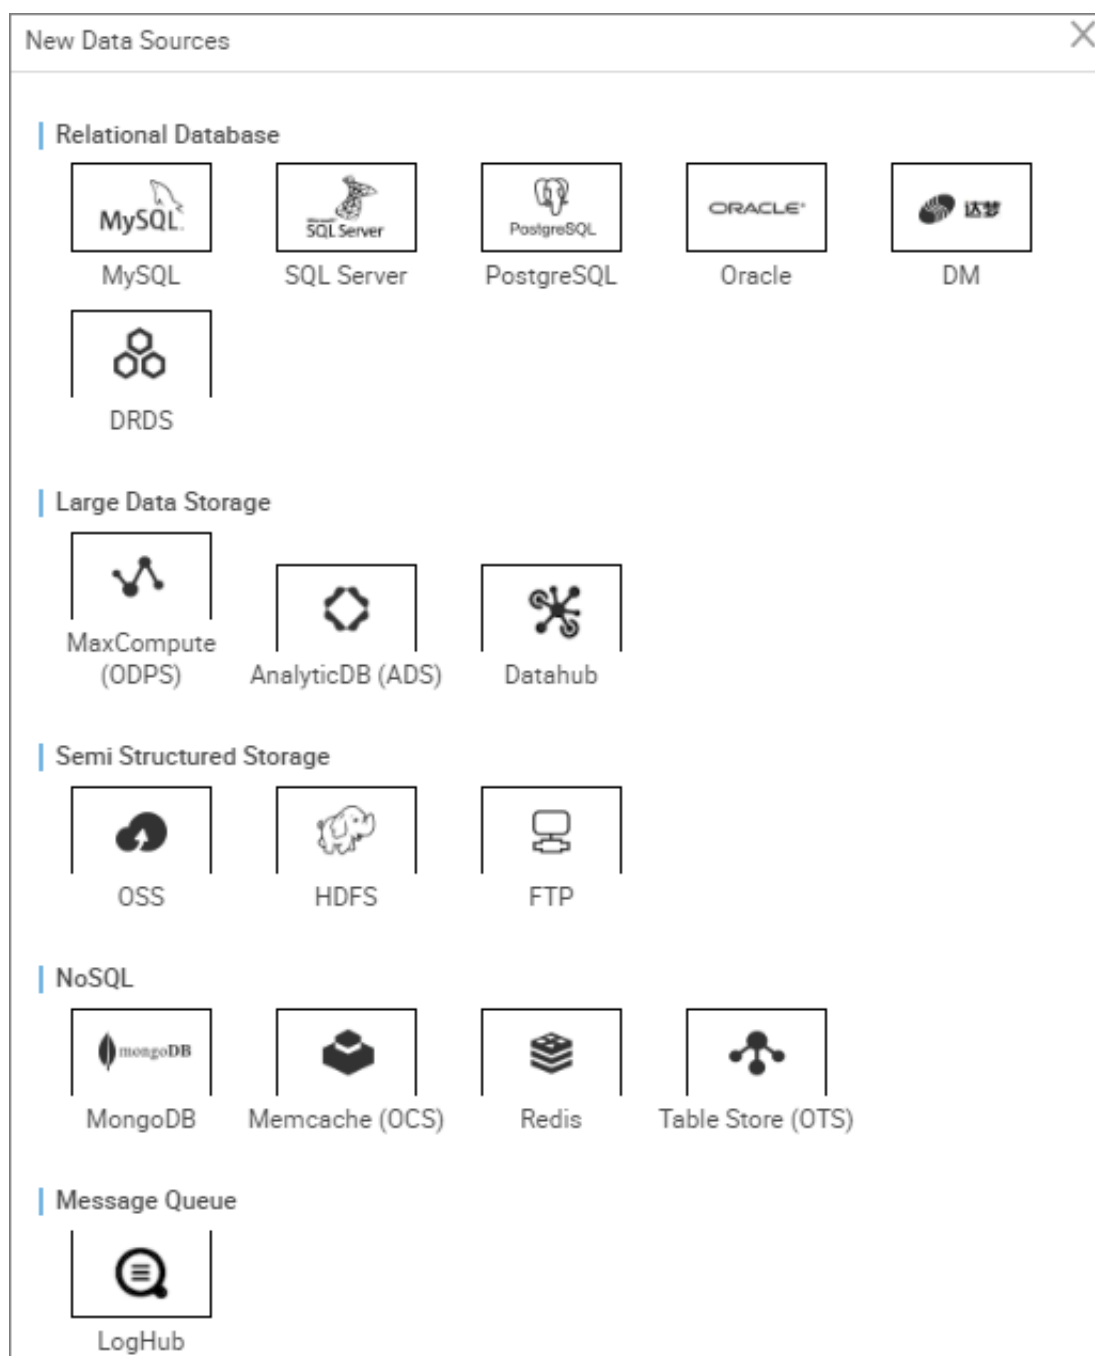 New Data Sources
Relational Database
MySQL.
SQL Server
PostgreSQL
ORACLE
达梦
MySQL
SQL Server
PostgreSQL
Oracle
DM
DRDS
Large Data Storage
MaxCompute
(ODPS)
AnalyticDB (ADS)
Datahub
Semi Structured Storage
OSS
HDFS
FTP
NoSQL
mongoDB
MongoDB
Memcache (OCS)
Redis
Table Store (OTS)
Message Queue
LogHub